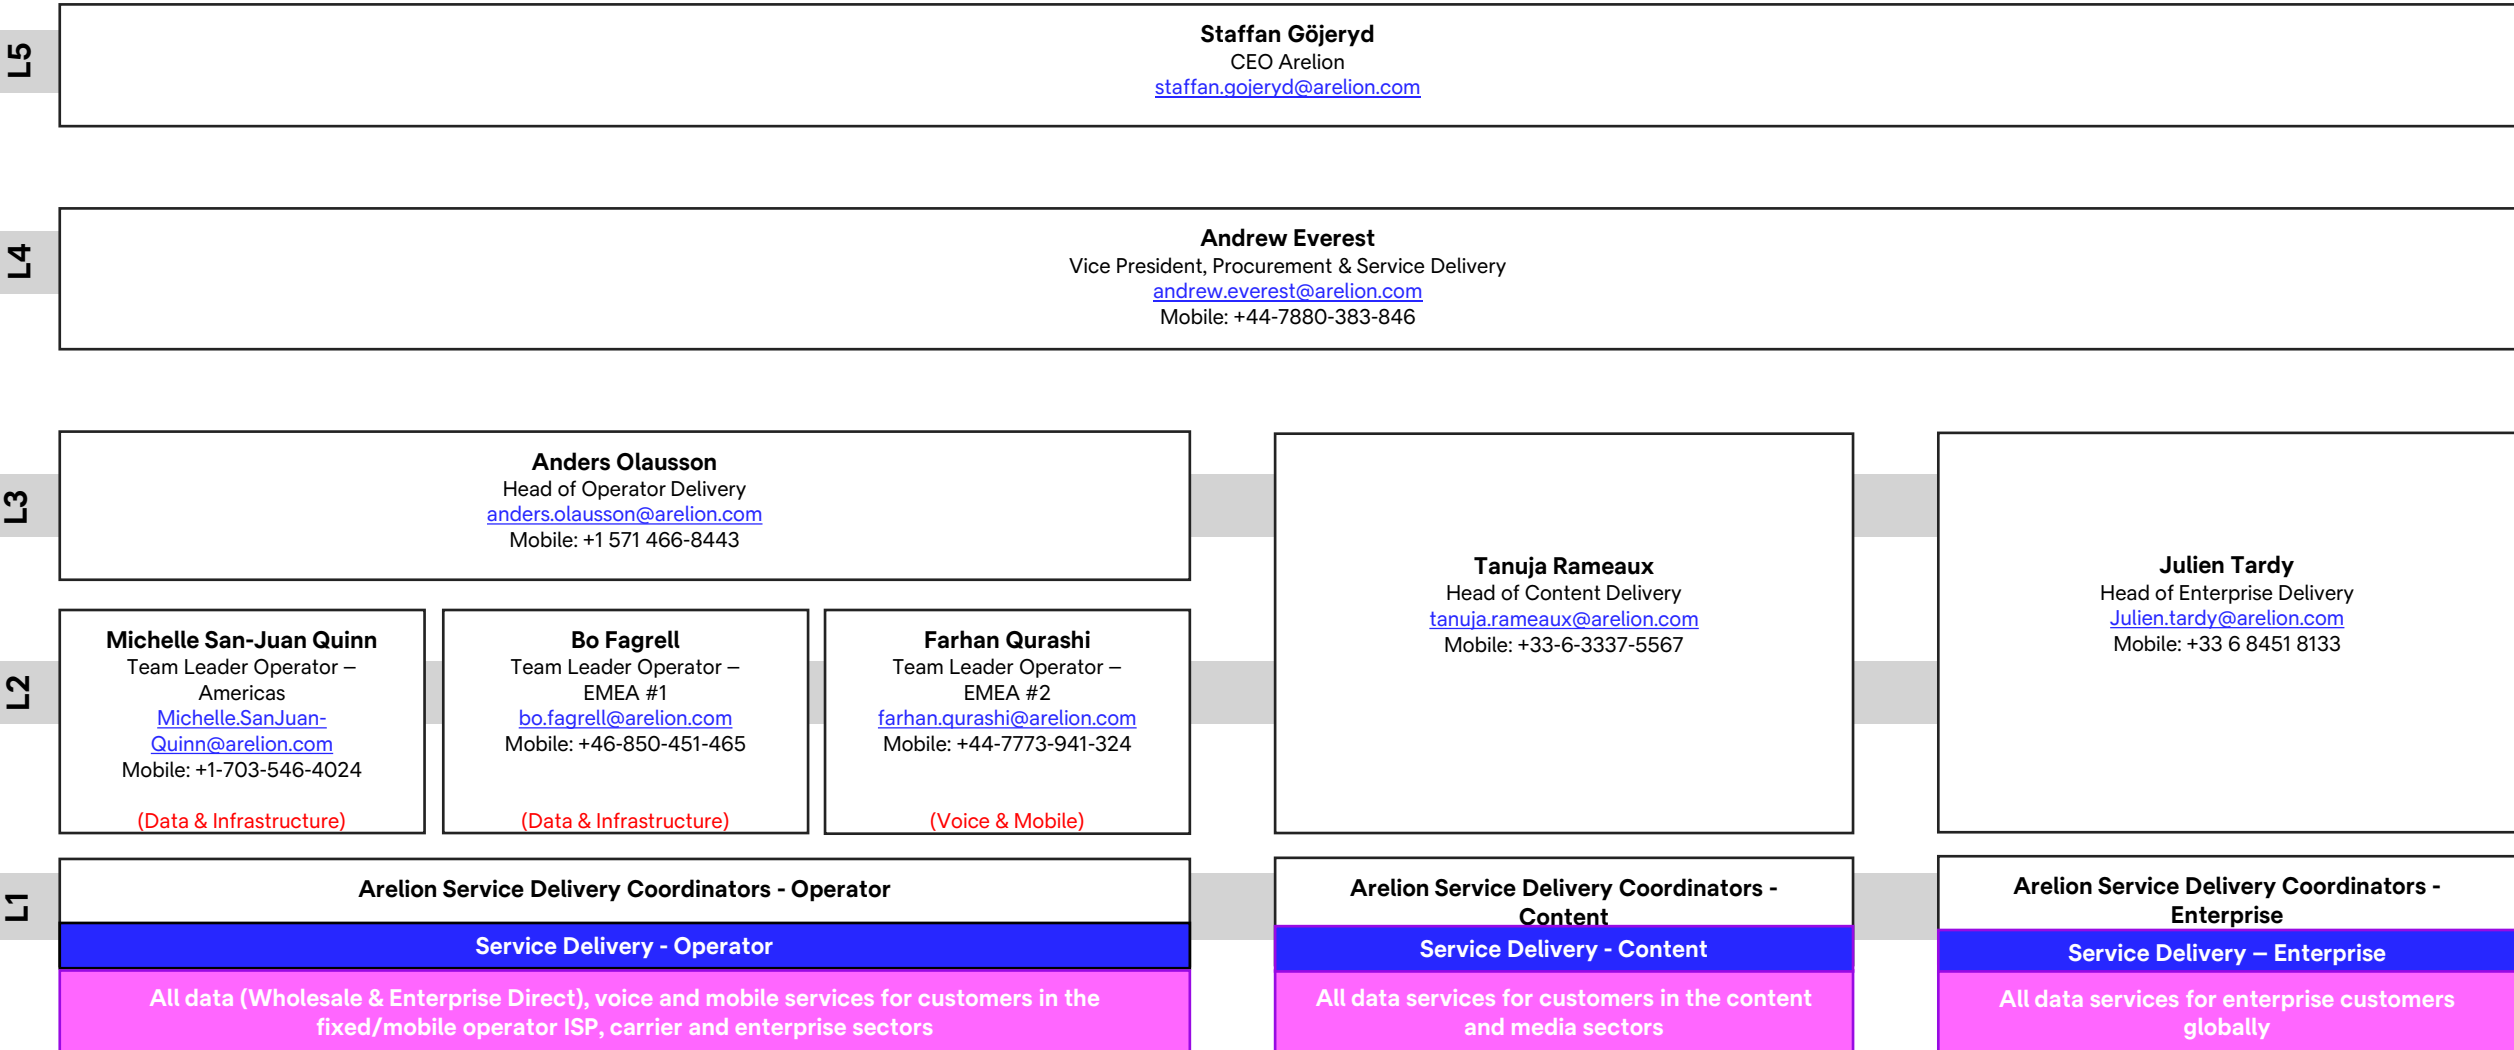 L5
Staffan Göjeryd
CEO Arelion
staffan.gojeryd@arelion.com
L4
Andrew Everest
Vice President, Procurement & Service Delivery
andrew.everest@arelion.com
Mobile: +44-7880-383-846
L3
Anders Olausson
Head of Operator Delivery
anders.olausson@arelion.com
Mobile: +1 571 466-8443
Tanuja Rameaux
Head of Content Delivery
tanuja.rameaux@arelion.com
Mobile: +33-6-3337-5567
Julien Tardy
Head of Enterprise Delivery
Julien.tardy@arelion.com
Mobile: +33 6 8451 8133
L2
Michelle San-Juan Quinn
Team Leader Operator –
Americas
Michelle.SanJuan-
Quinn@arelion.com
Mobile: +1-703-546-4024
(Data & Infrastructure)
Bo Fagrell
Team Leader Operator –
EMEA #1
bo.fagrell@arelion.com
Mobile: +46-850-451-465
(Data & Infrastructure)
Farhan Qurashi
Team Leader Operator –
EMEA #2
farhan.qurashi@arelion.com
Mobile: +44-7773-941-324
(Voice & Mobile)
L1
Arelion Service Delivery Coordinators - Operator
Service Delivery - Operator
All data (Wholesale & Enterprise Direct), voice and mobile services for customers in the
fixed/mobile operator ISP, carrier and enterprise sectors
Arelion Service Delivery Coordinators -
Content
Service Delivery - Content
All data services for customers in the content
and media sectors
Arelion Service Delivery Coordinators -
Enterprise
Service Delivery – Enterprise
All data services for enterprise customers
globally